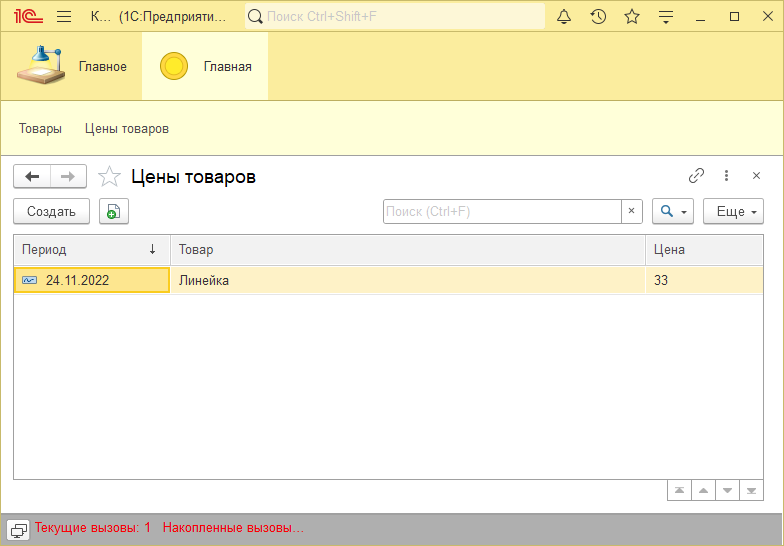 1С К... (1С:Предприяти... Поиск Ctrl+Shift+F
Главное Главная
Товары Цены товаров
Цены товаров
Создать Поиск (Ctrl+F) × Еще
Период ↓ Товар Цена
24.11.2022 Линейка 33
Текущие вызовы: 1 Накопленные вызовы...